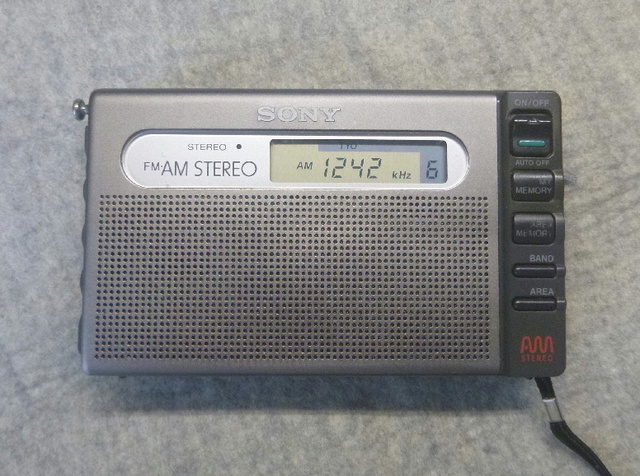 SONY
STEREO
FM-AM STEREO
TYO
AM 1242 kHz 6
ON/OFF
AUTO OFF
MEMORY
AREA
MEMORY
BAND
AREA
AM
STEREO